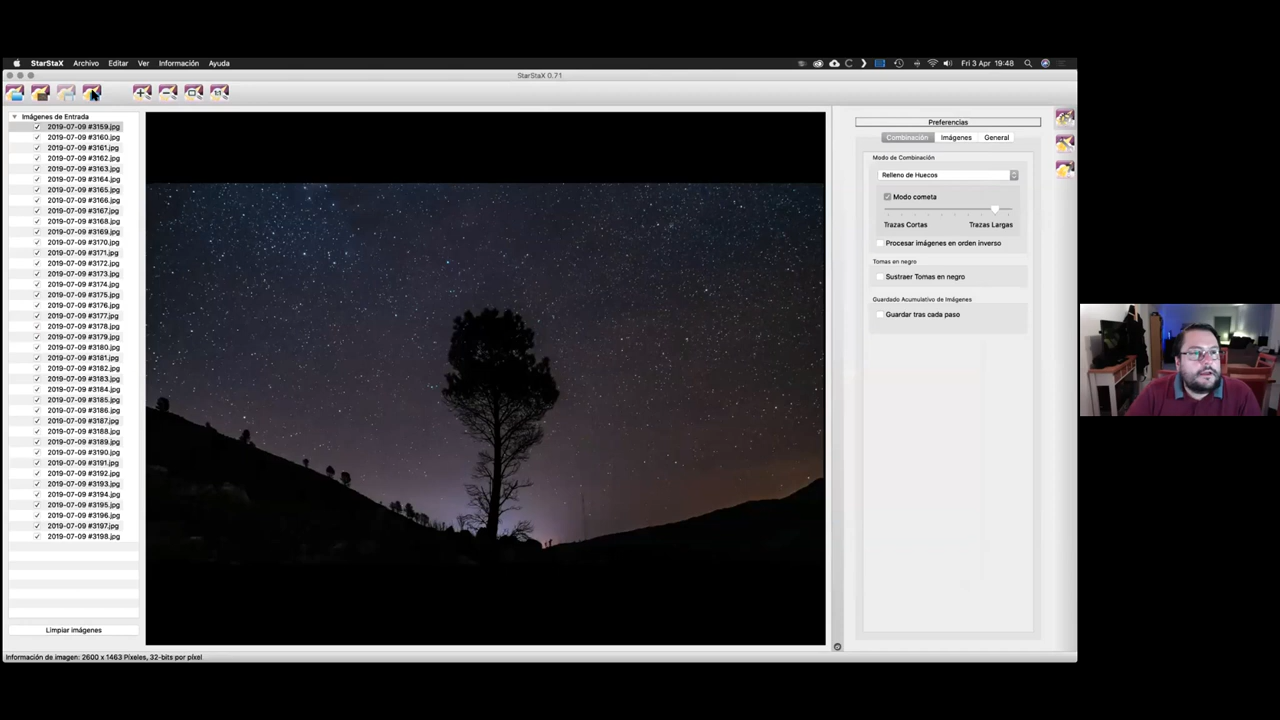 StarStaX Archivo Editar Ver Información Ayuda
Fri 3 Apr 19:48
StarStaX 0.71
Imágenes de Entrada
2019-07-09 #3159.jpg
2019-07-09 #3160.jpg
2019-07-09 #3161.jpg
2019-07-09 #3162.jpg
2019-07-09 #3163.jpg
2019-07-09 #3164.jpg
2019-07-09 #3165.jpg
2019-07-09 #3166.jpg
2019-07-09 #3167.jpg
2019-07-09 #3168.jpg
2019-07-09 #3169.jpg
2019-07-09 #3170.jpg
2019-07-09 #3171.jpg
2019-07-09 #3172.jpg
2019-07-09 #3173.jpg
2019-07-09 #3174.jpg
2019-07-09 #3175.jpg
2019-07-09 #3176.jpg
2019-07-09 #3177.jpg
2019-07-09 #3178.jpg
2019-07-09 #3179.jpg
2019-07-09 #3180.jpg
2019-07-09 #3181.jpg
2019-07-09 #3182.jpg
2019-07-09 #3183.jpg
2019-07-09 #3184.jpg
2019-07-09 #3185.jpg
2019-07-09 #3186.jpg
2019-07-09 #3187.jpg
2019-07-09 #3188.jpg
2019-07-09 #3189.jpg
2019-07-09 #3190.jpg
2019-07-09 #3191.jpg
2019-07-09 #3192.jpg
2019-07-09 #3193.jpg
2019-07-09 #3194.jpg
2019-07-09 #3195.jpg
2019-07-09 #3196.jpg
2019-07-09 #3197.jpg
2019-07-09 #3198.jpg
Limpiar imágenes
Información de imagen: 2600 x 1463 Píxeles, 32-bits por píxel
Preferencias
Combinación Imágenes General
Modo de Combinación
Relleno de Huecos
Modo cometa
Trazas Cortas Trazas Largas
Procesar imágenes en orden inverso
Tomas en negro
Sustraer Tomas en negro
Guardado Acumulativo de Imágenes
Guardar tras cada paso